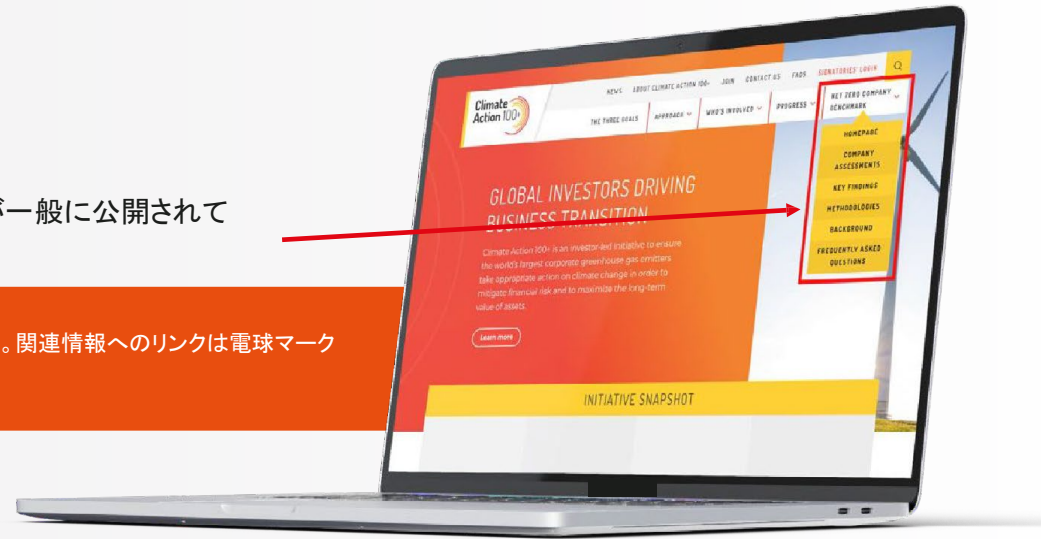 が一般に公開されて
。関連情報へのリンクは電球マーク
Climate
Action 100+
NEWS ABOUT CLIMATE ACTION 100+ JOIN CONTACT US FAQS SIGNATORIES' LOGIN
THE THREE GOALS APPROACH WHO'S INVOLVED PROGRESS NET ZERO COMPANY
BENCHMARK
HOMEPAGE
COMPANY
ASSESSMENTS
KEY FINDINGS
METHODOLOGIES
BACKGROUND
FREQUENTLY ASKED
QUESTIONS
GLOBAL INVESTORS DRIVING
BUSINESS TRANSITION
Climate Action 100+ is an investor-led initiative to ensure
the world's largest corporate greenhouse gas emitters
take appropriate action on climate change in order to
mitigate financial risk and to maximize the long-term
value of assets.
Learn more
INITIATIVE SNAPSHOT